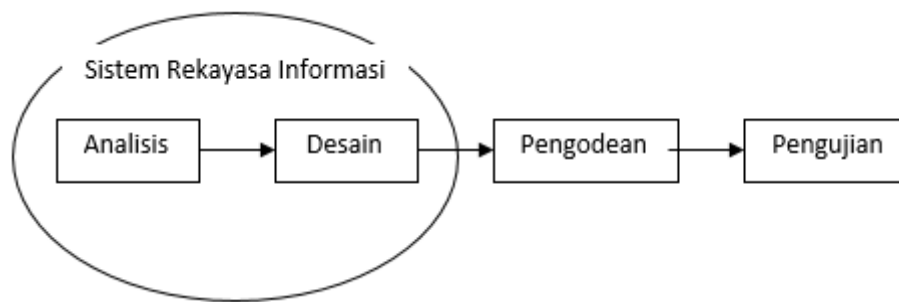 Sistem Rekayasa Informasi
Analisis
Desain
Pengodean
Pengujian